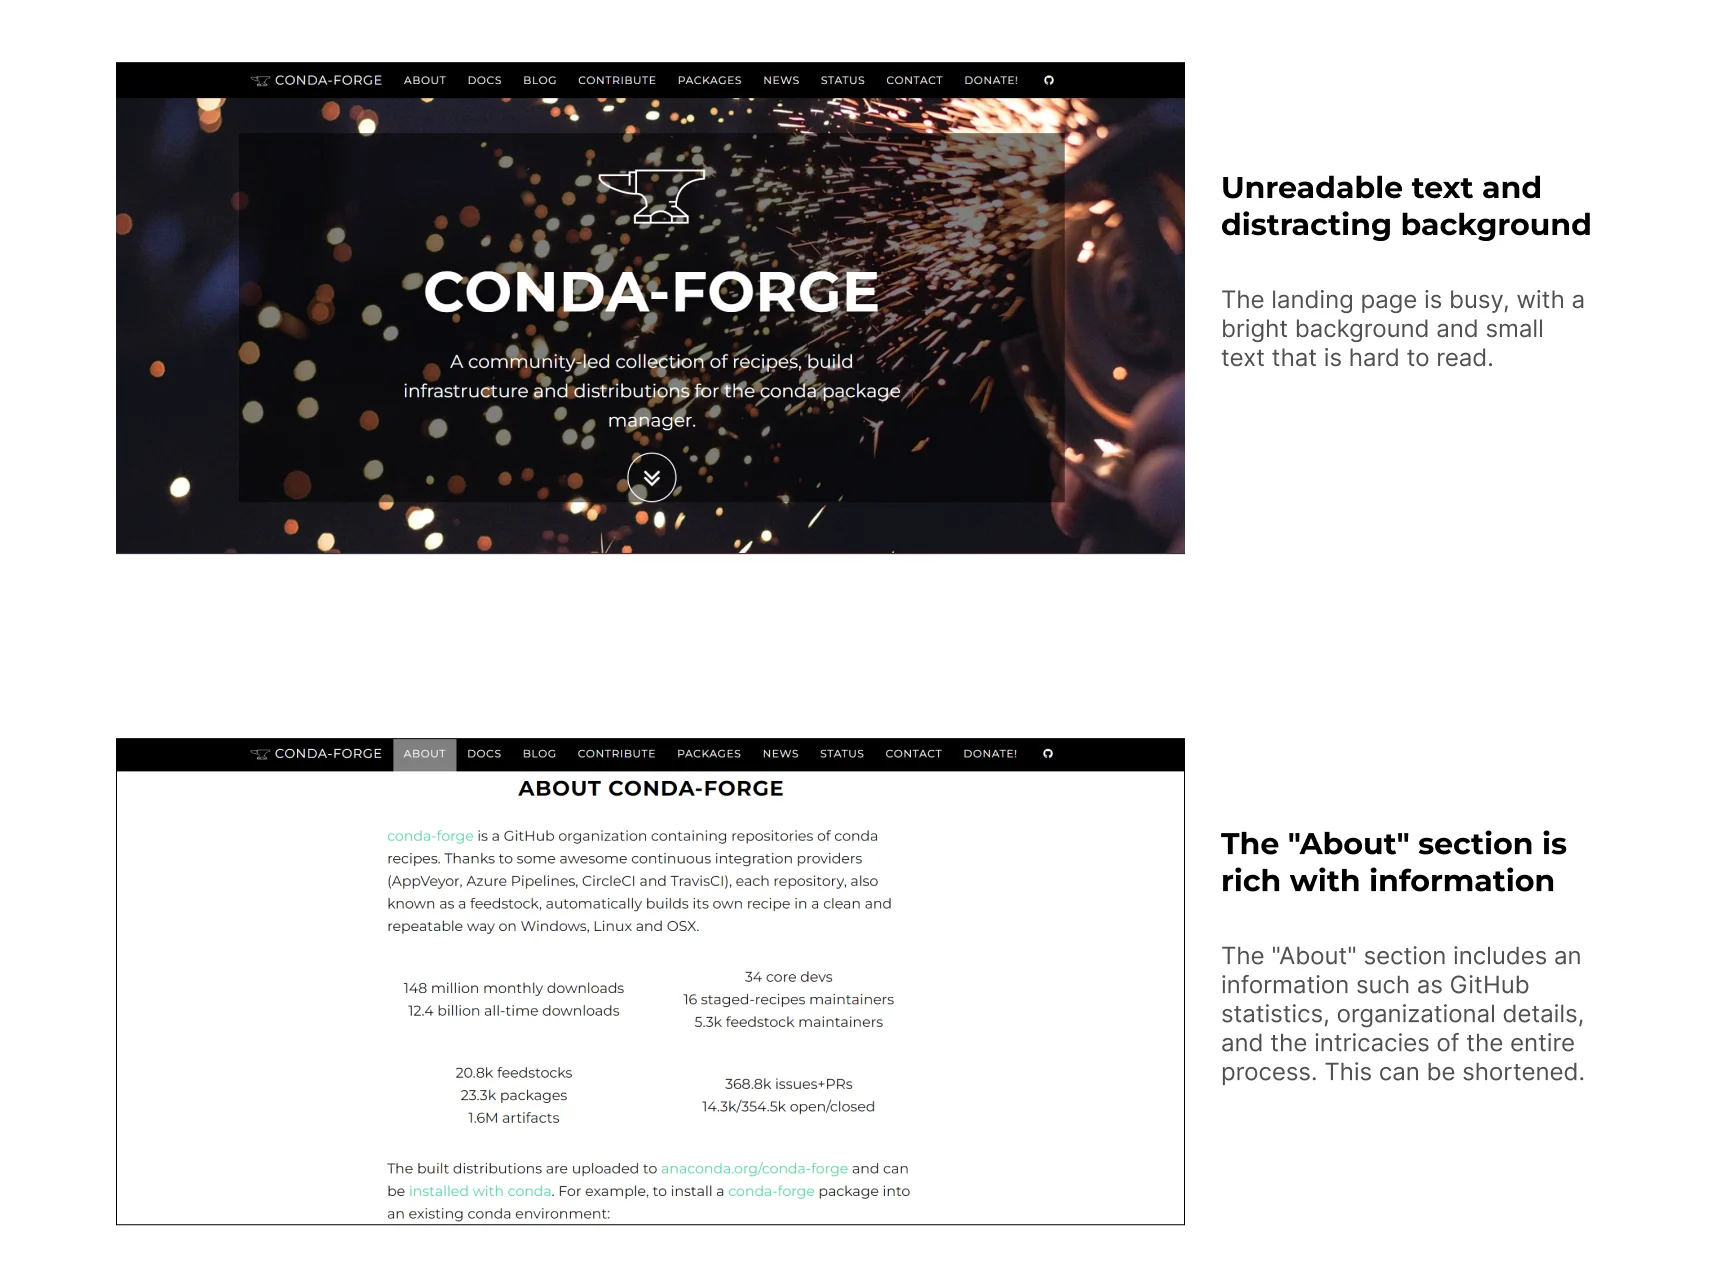 CONDA-FORGE ABOUT DOCS BLOG CONTRIBUTE PACKAGES NEWS STATUS CONTACT DONATE!
CONDA-FORGE
A community-led collection of recipes, build
infrastructure and distributions for the conda package
manager.
Unreadable text and
distracting background
The landing page is busy, with a
bright background and small
text that is hard to read.
CONDA-FORGE ABOUT DOCS BLOG CONTRIBUTE PACKAGES NEWS STATUS CONTACT DONATE!
ABOUT CONDA-FORGE
conda-forge is a GitHub organization containing repositories of conda
recipes. Thanks to some awesome continuous integration providers
(AppVeyor, Azure Pipelines, CircleCI and TravisCI), each repository, also
known as a feedstock, automatically builds its own recipe in a clean and
repeatable way on Windows, Linux and OSX.
148 million monthly downloads
12.4 billion all-time downloads
34 core devs
16 staged-recipes maintainers
5.3k feedstock maintainers
20.8k feedstocks
23.3k packages
1.6M artifacts
368.8k issues+PRs
14.3k/354.5k open/closed
The built distributions are uploaded to anaconda.org/conda-forge and can
be installed with conda. For example, to install a conda-forge package into
an existing conda environment:
The "About" section is
rich with information
The "About" section includes an
information such as GitHub
statistics, organizational details,
and the intricacies of the entire
process. This can be shortened.